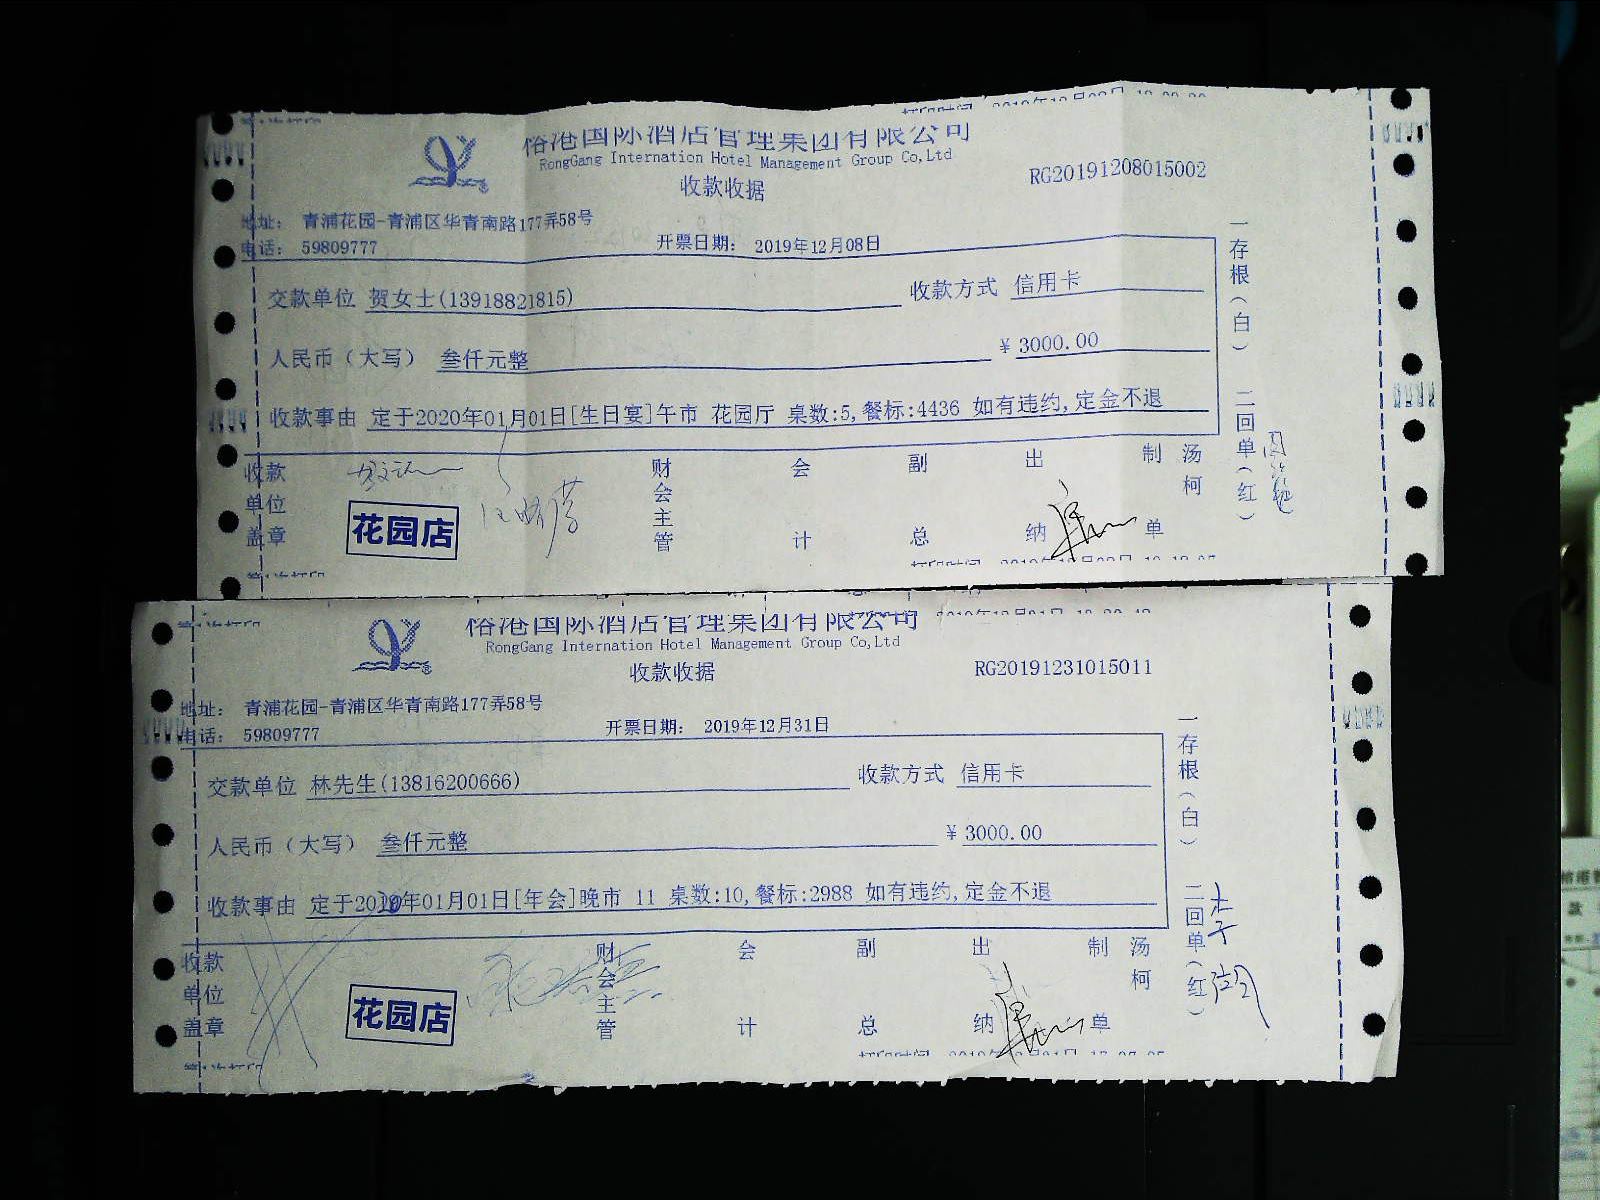 国际酒店管理集团有限公司
RongGang Internation Hotel Management Group Co,Ltd
收款收据
RG20191208015002
地址: 青浦花园-青浦区华青南路177弄58号
电话: 59809777
开票日期: 2019年12月08日
交款单位 贺女士(13918821815) 收款方式 信用卡
人民币(大写) 叁仟元整 ¥ 3000.00
收款事由 定于2020年01月01日[生日宴]午市 花园厅 桌数:5,餐标:4436 如有违约,定金不退
一存根(白) 二回单(红)
收款单位盖章 财会主管 会计 副总 出纳 制单 汤柯
花园店
国际酒店管理集团有限公司
RongGang Internation Hotel Management Group Co,Ltd
收款收据
RG20191231015011
地址: 青浦花园-青浦区华青南路177弄58号
电话: 59809777
开票日期: 2019年12月31日
交款单位 林先生(13816200666) 收款方式 信用卡
人民币(大写) 叁仟元整 ¥ 3000.00
收款事由 定于2020年01月01日[年会]晚市 11 桌数:10,餐标:2988 如有违约,定金不退
一存根(白) 二回单(红)
收款单位盖章 财会主管 会计 副总 出纳 制单 汤柯
花园店